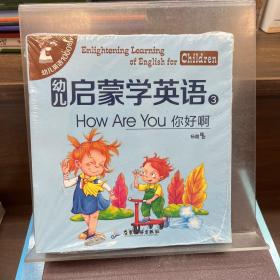 Enlightening Learning
of English for Children
幼儿启蒙学英语3
How Are You 你好啊